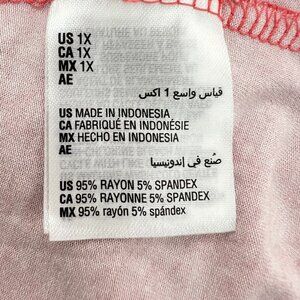 US 1X
CA 1X
MX 1X
AE
قياس واسع 1 اكس
US MADE IN INDONESIA
CA FABRIQUÉ EN INDONÉSIE
MX HECHO EN INDONESIA
AE
صُنع في إندونيسيا
US 95% RAYON 5% SPANDEX
CA 95% RAYONNE 5% SPANDEX
MX 95% rayón 5% spándex